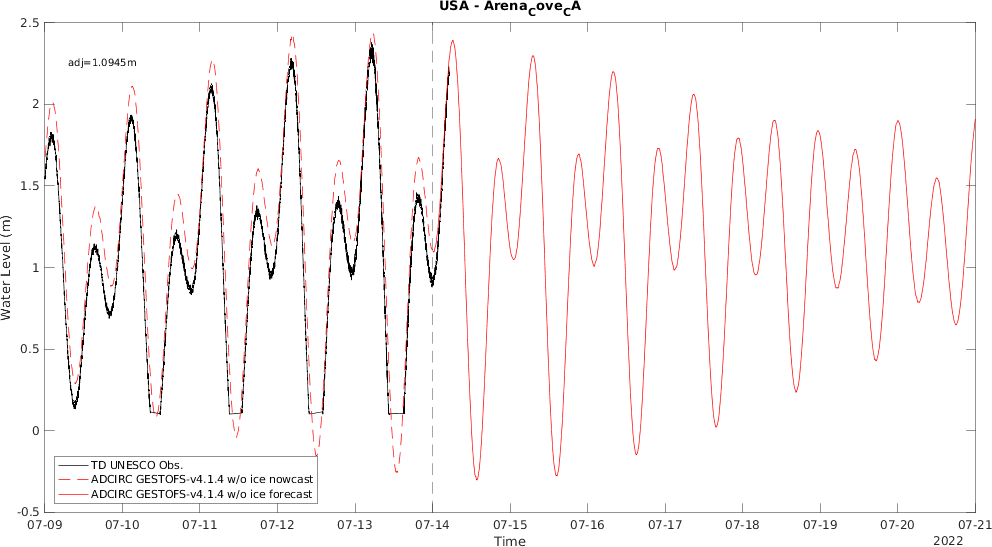 USA - ArenaCoveCA
adj=1.0945m
Water Level (m)
2.5
2
1.5
1
0.5
0
-0.5
TD UNESCO Obs.
ADCIRC GESTOFS-v4.1.4 w/o ice nowcast
ADCIRC GESTOFS-v4.1.4 w/o ice forecast
07-09 07-10 07-11 07-12 07-13 07-14 07-15 07-16 07-17 07-18 07-19 07-20 07-21
Time
2022